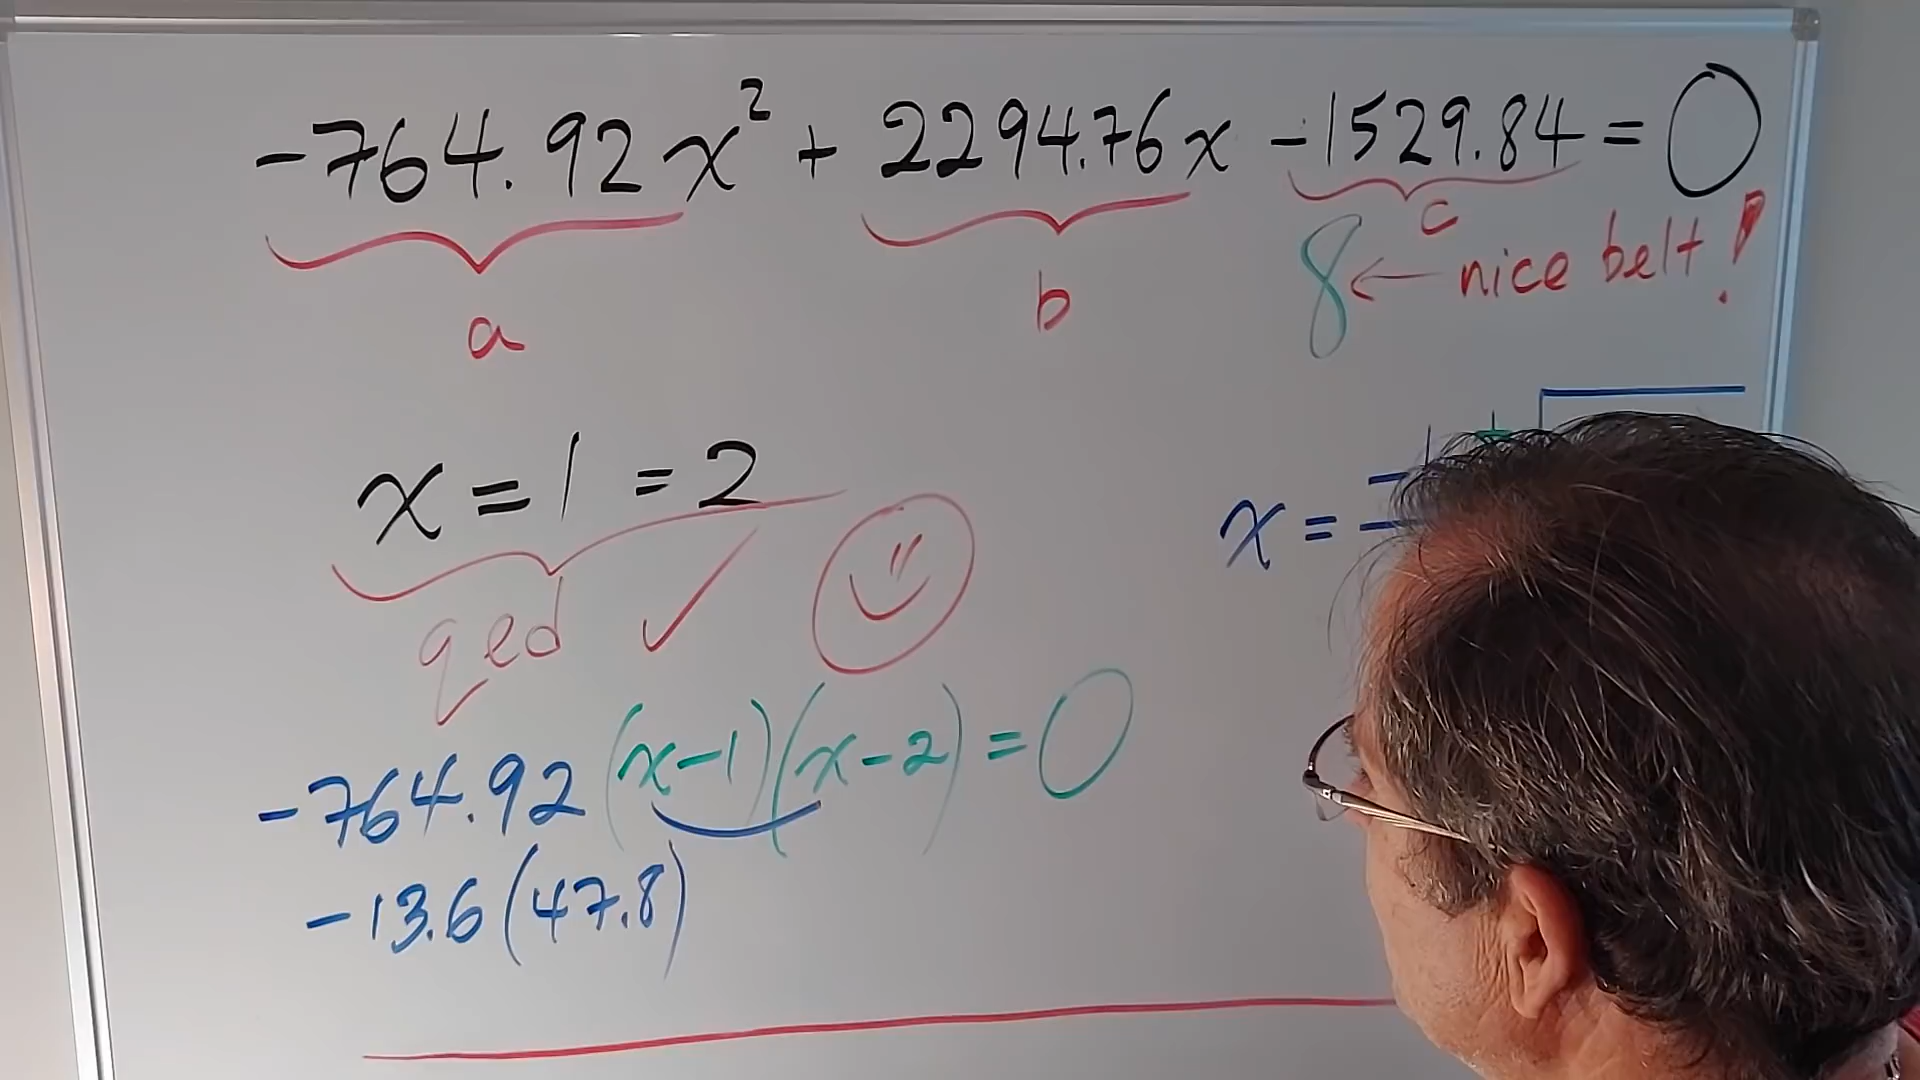 -764.92x² + 2294.76x -1529.84 = 0
a
b
c
8 ← nice belt!
x = 1 = 2
x =
qed ✓
-764.92(x-1)(x-2) = 0
-13.6(47.8)